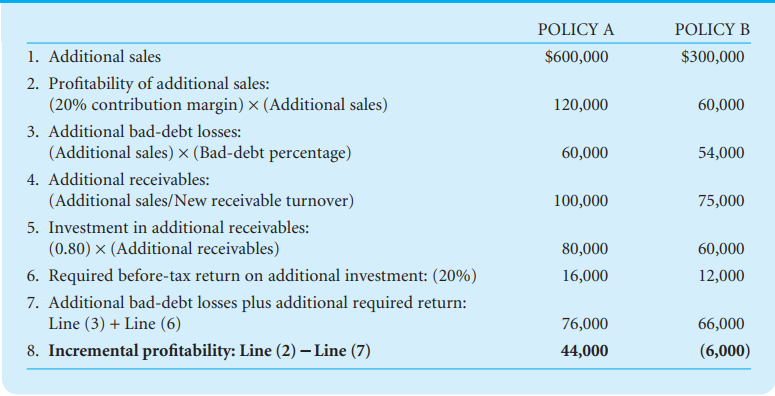 POLICY A POLICY B
1. Additional sales $600,000 $300,000
2. Profitability of additional sales:
(20% contribution margin) × (Additional sales) 120,000 60,000
3. Additional bad-debt losses:
(Additional sales) × (Bad-debt percentage) 60,000 54,000
4. Additional receivables:
(Additional sales/New receivable turnover) 100,000 75,000
5. Investment in additional receivables:
(0.80) × (Additional receivables) 80,000 60,000
6. Required before-tax return on additional investment: (20%) 16,000 12,000
7. Additional bad-debt losses plus additional required return:
Line (3) + Line (6) 76,000 66,000
8. Incremental profitability: Line (2) – Line (7) 44,000 (6,000)